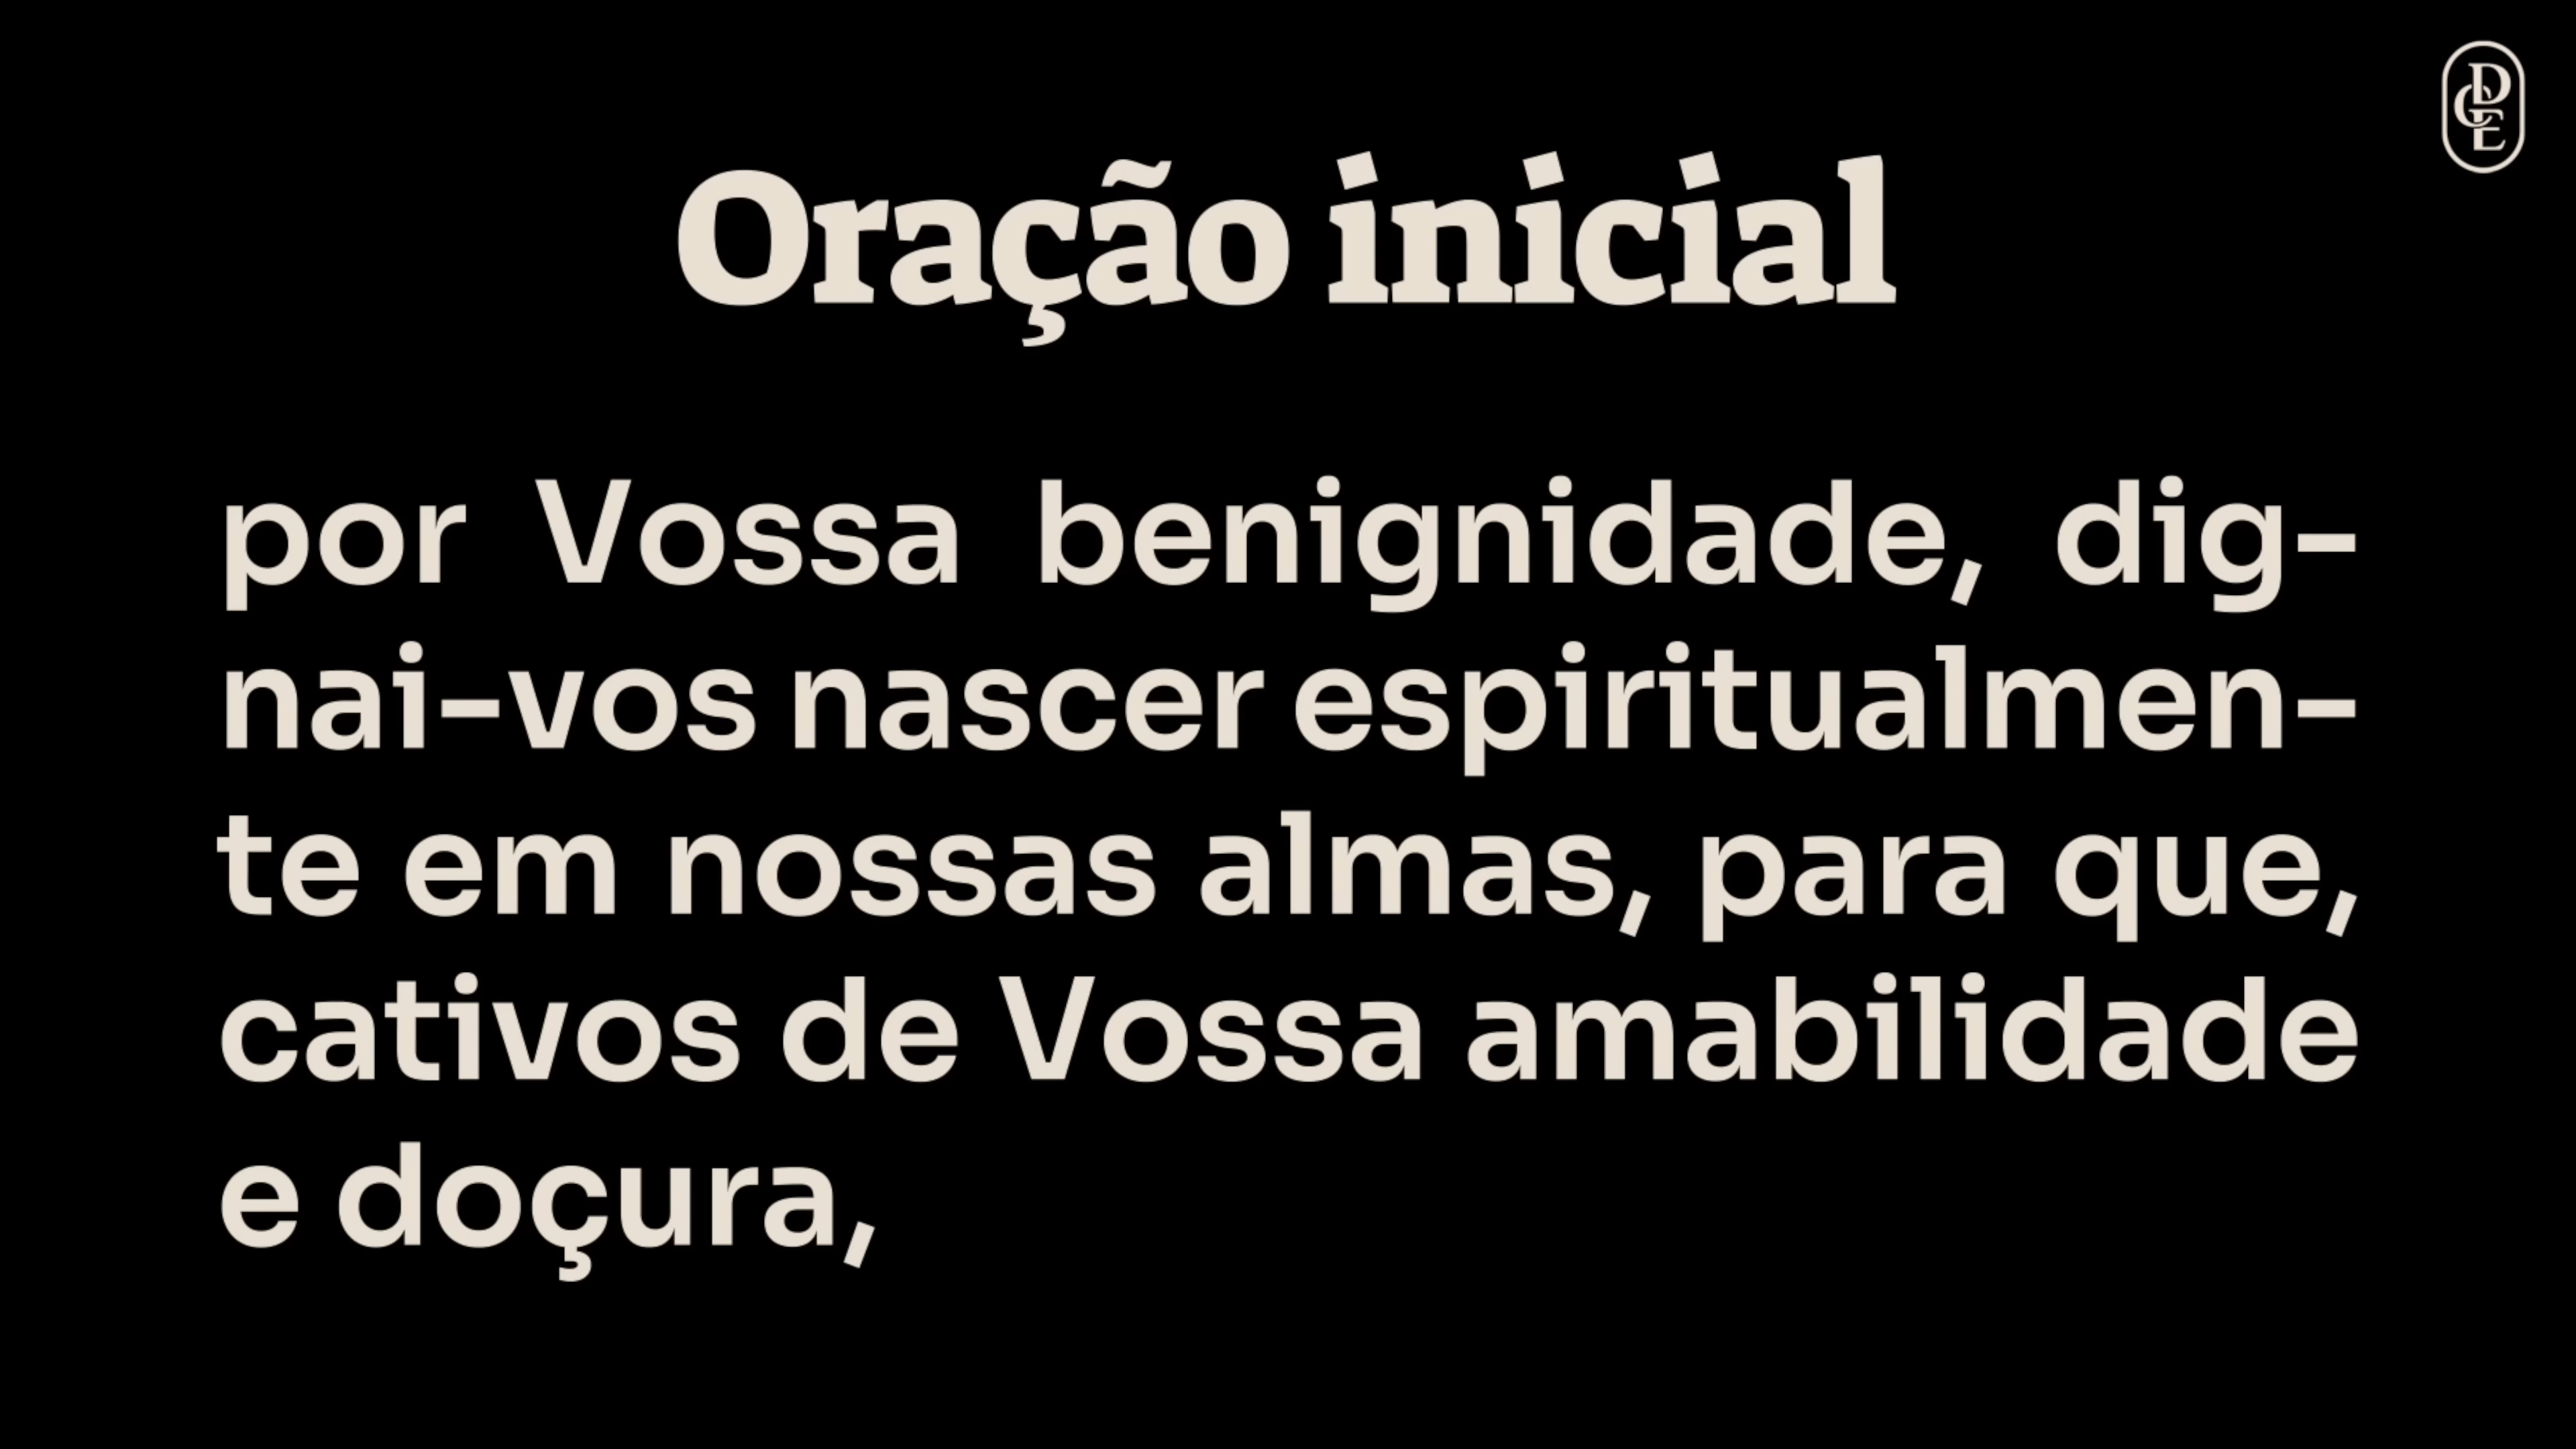 DCE
Oração inicial
por Vossa benignidade, dig-
nai-vos nascer espiritualmen-
te em nossas almas, para que,
cativos de Vossa amabilidade
e doçura,